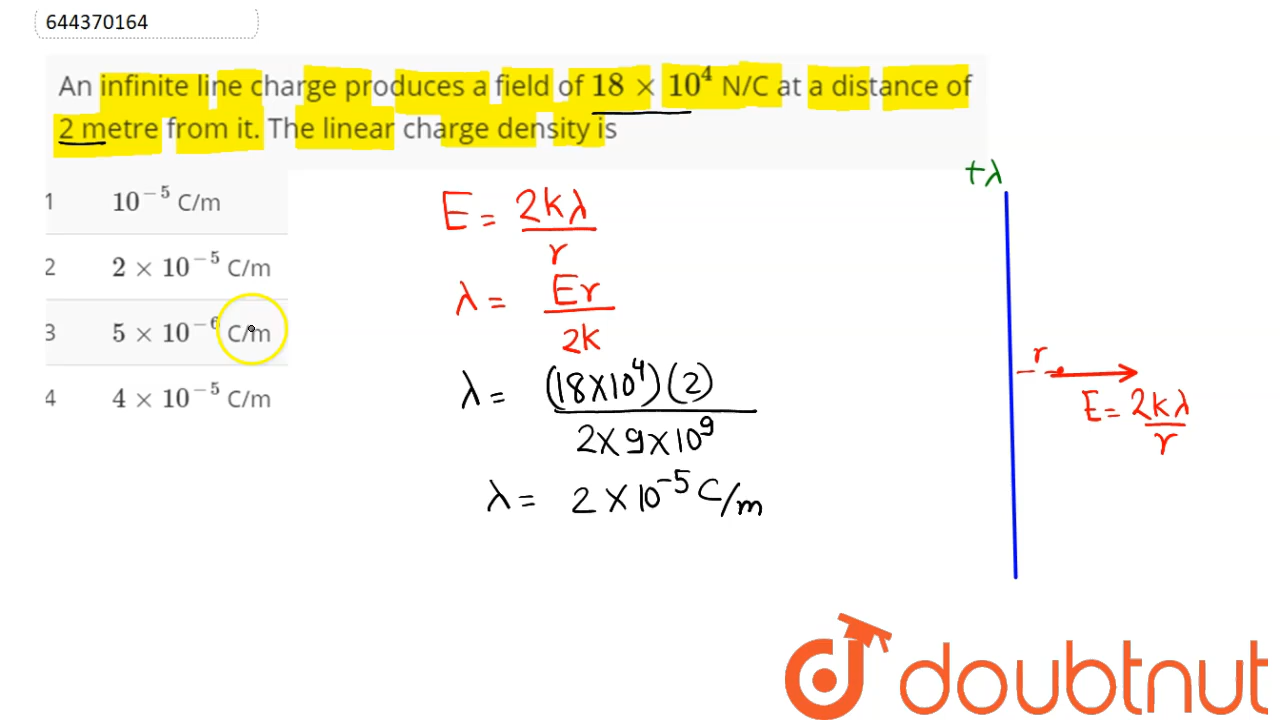 644370164
An infinite line charge produces a field of 18 × 10⁴ N/C at a distance of
2 metre from it. The linear charge density is
1 10⁻⁵ C/m
2 2 × 10⁻⁵ C/m
3 5 × 10⁻⁶ C/m
4 4 × 10⁻⁵ C/m
E = 2kλ
r
λ = Er
2k
λ = (18×10⁴)(2)
2×9×10⁹
λ = 2×10⁻⁵ C/m
+λ
r
E = 2kλ
r
doubtnut